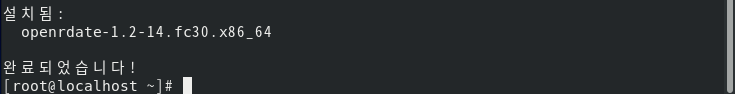 설치됨:
openrdate-1.2-14.fc30.x86_64
완료되었습니다!
[root@localhost ~]#